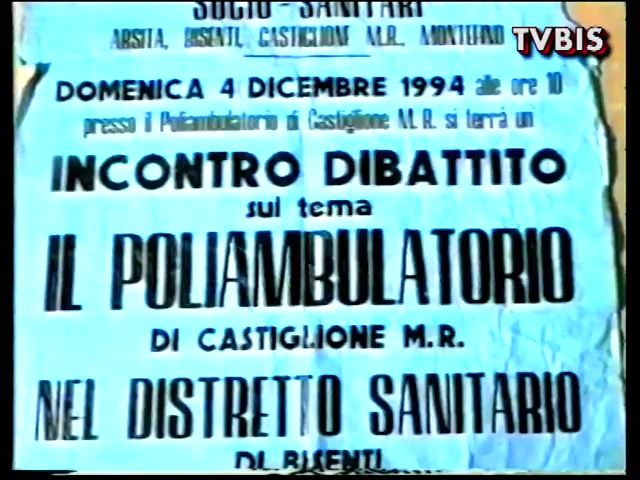 SOCIO-SANITARI
ARSITA, BISENTI, CASTIGLIONE M.R., MONTEFINO
TVBIS
DOMENICA 4 DICEMBRE 1994 alle ore 10
presso il Poliambulatorio di Castiglione M.R. si terrà un
INCONTRO DIBATTITO
sul tema
IL POLIAMBULATORIO
DI CASTIGLIONE M.R.
NEL DISTRETTO SANITARIO
DI BISENTI